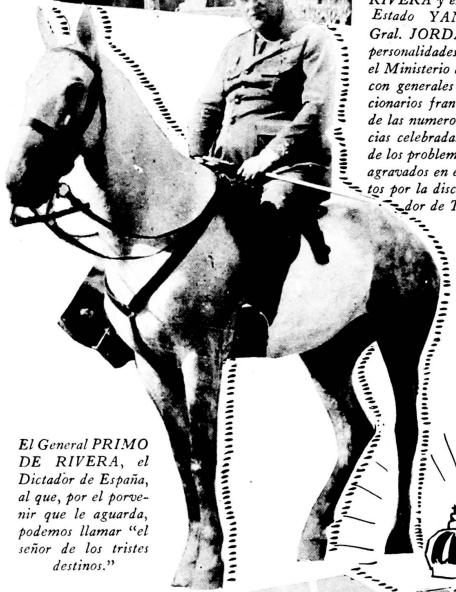 RIVERA y e
Estado YAN
Gral. JORDA
personalidades
el Ministerio
con generales
cionarios fran
de las numero
cias celebrada
de los problem
agravados en e
tos por la disc
dor de T
El General PRIMO
DE RIVERA, el
Dictador de España,
al que, por el porve-
nir que le aguarda,
podemos llamar “el
señor de los tristes
destinos.”